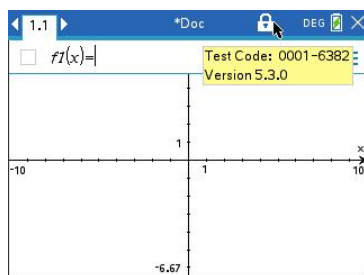 1.1 *Doc DEG
f1(x)=
Test Code: 0001-6382
Version 5.3.0
1
x
-10 1 10
-6.67